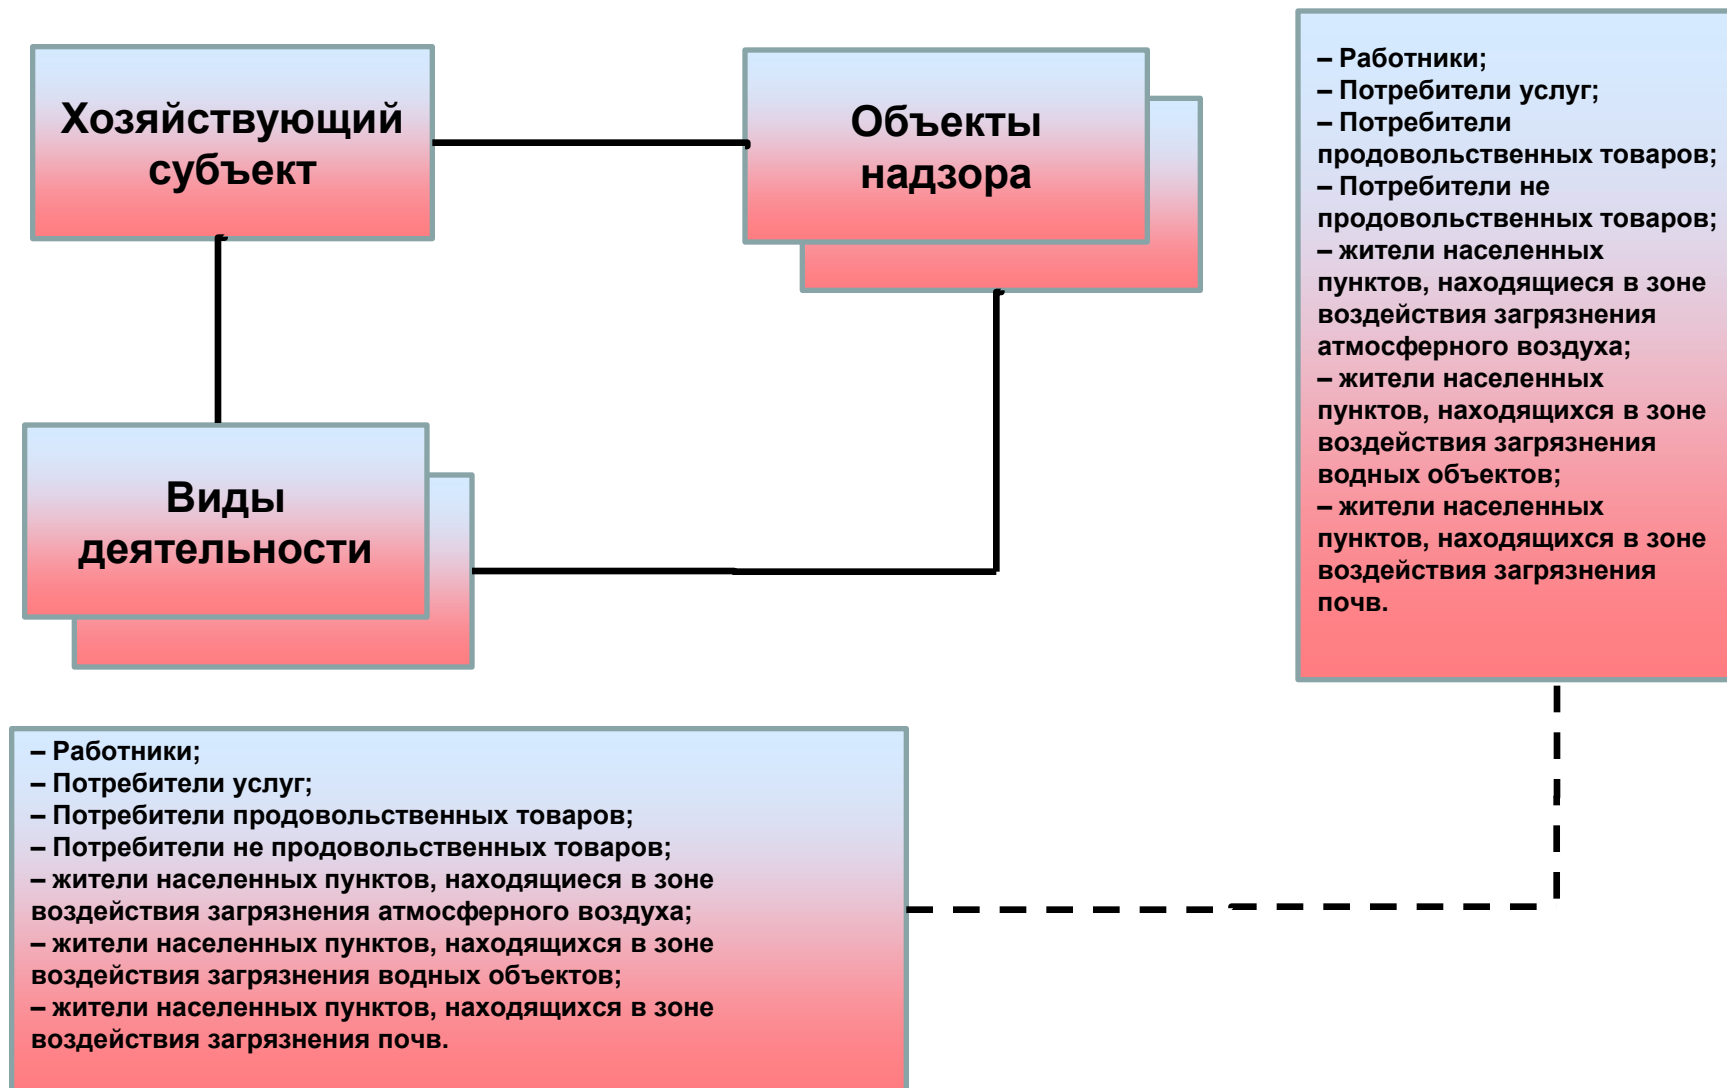 Хозяйствующий
субъект
Объекты
надзора
Виды
деятельности
– Работники;
– Потребители услуг;
– Потребители
продовольственных товаров;
– Потребители не
продовольственных товаров;
– жители населенных
пунктов, находящиеся в зоне
воздействия загрязнения
атмосферного воздуха;
– жители населенных
пунктов, находящихся в зоне
воздействия загрязнения
водных объектов;
– жители населенных
пунктов, находящихся в зоне
воздействия загрязнения
почв.
– Работники;
– Потребители услуг;
– Потребители продовольственных товаров;
– Потребители не продовольственных товаров;
– жители населенных пунктов, находящиеся в зоне
воздействия загрязнения атмосферного воздуха;
– жители населенных пунктов, находящихся в зоне
воздействия загрязнения водных объектов;
– жители населенных пунктов, находящихся в зоне
воздействия загрязнения почв.